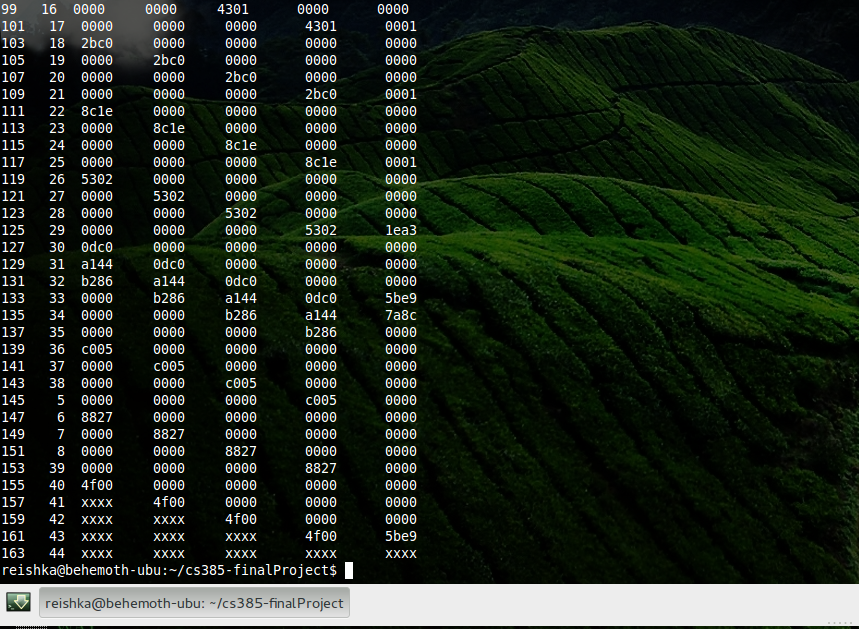 99 16 0000 0000 4301 0000 0000
101 17 0000 0000 0000 4301 0001
103 18 2bc0 0000 0000 0000 0000
105 19 0000 2bc0 0000 0000 0000
107 20 0000 0000 2bc0 0000 0000
109 21 0000 0000 0000 2bc0 0001
111 22 8c1e 0000 0000 0000 0000
113 23 0000 8c1e 0000 0000 0000
115 24 0000 0000 8c1e 0000 0000
117 25 0000 0000 0000 8c1e 0001
119 26 5302 0000 0000 0000 0000
121 27 0000 5302 0000 0000 0000
123 28 0000 0000 5302 0000 0000
125 29 0000 0000 0000 5302 1ea3
127 30 0dc0 0000 0000 0000 0000
129 31 a144 0dc0 0000 0000 0000
131 32 b286 a144 0dc0 0000 0000
133 33 0000 b286 a144 0dc0 5be9
135 34 0000 0000 b286 a144 7a8c
137 35 0000 0000 0000 b286 0000
139 36 c005 0000 0000 0000 0000
141 37 0000 c005 0000 0000 0000
143 38 0000 0000 c005 0000 0000
145 5 0000 0000 0000 c005 0000
147 6 8827 0000 0000 0000 0000
149 7 0000 8827 0000 0000 0000
151 8 0000 0000 8827 0000 0000
153 39 0000 0000 0000 8827 0000
155 40 4f00 0000 0000 0000 0000
157 41 xxxx 4f00 0000 0000 0000
159 42 xxxx xxxx 4f00 0000 0000
161 43 xxxx xxxx xxxx 4f00 5be9
163 44 xxxx xxxx xxxx xxxx xxxx
reishka@behemoth-ubu:~/cs385-finalProject$
reishka@behemoth-ubu: ~/cs385-finalProject